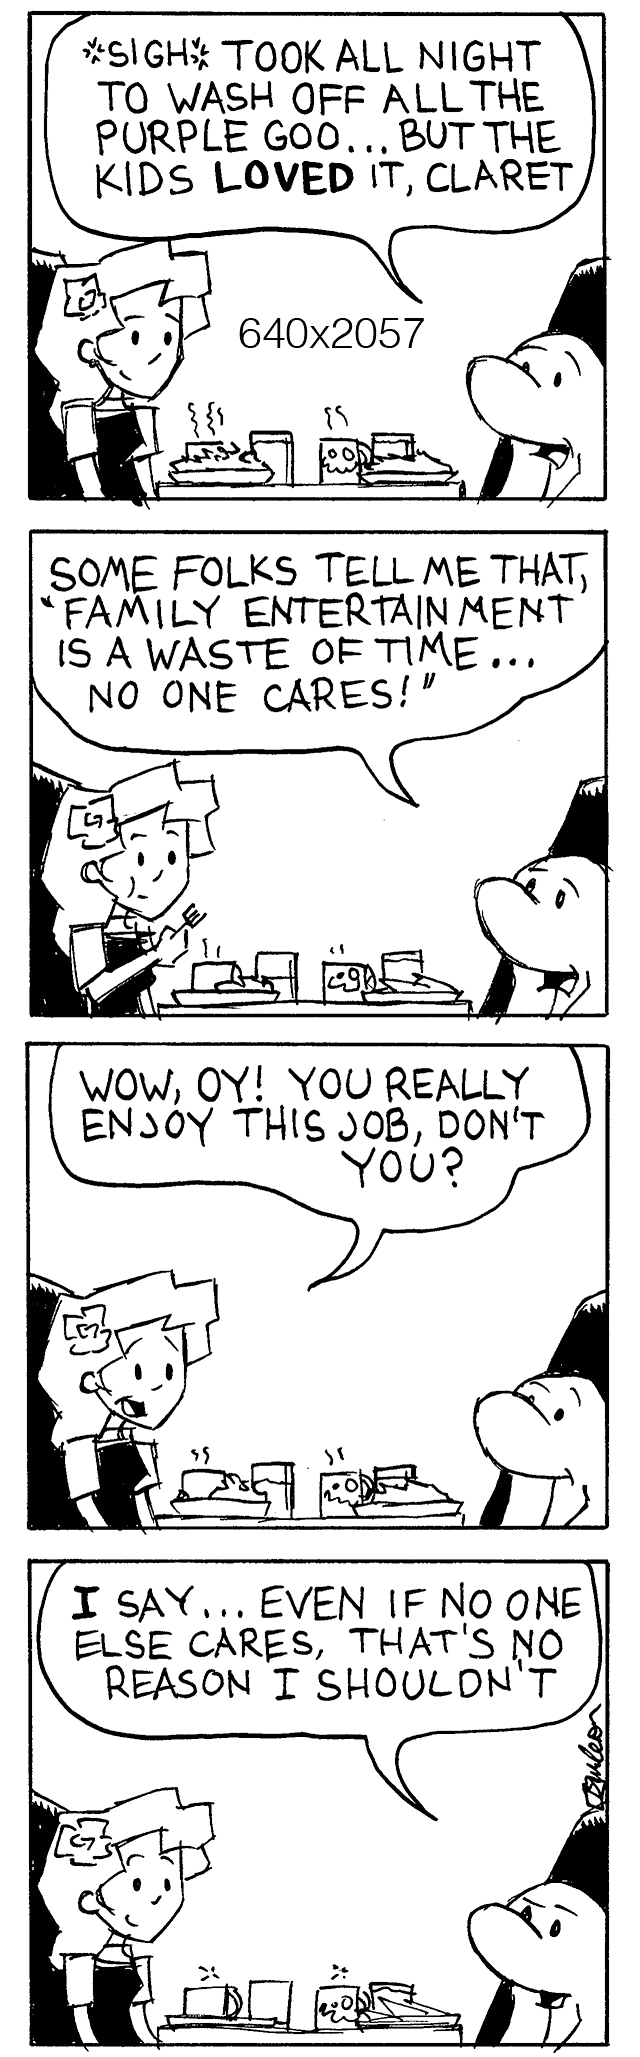 *SIGH* TOOK ALL NIGHT
TO WASH OFF ALL THE
PURPLE GOO... BUT THE
KIDS LOVED IT, CLARET
640x2057
SOME FOLKS TELL ME THAT,
"FAMILY ENTERTAINMENT
IS A WASTE OF TIME...
NO ONE CARES!"
WOW, OY! YOU REALLY
ENJOY THIS JOB, DON'T
YOU?
I SAY... EVEN IF NO ONE
ELSE CARES, THAT'S NO
REASON I SHOULDN'T